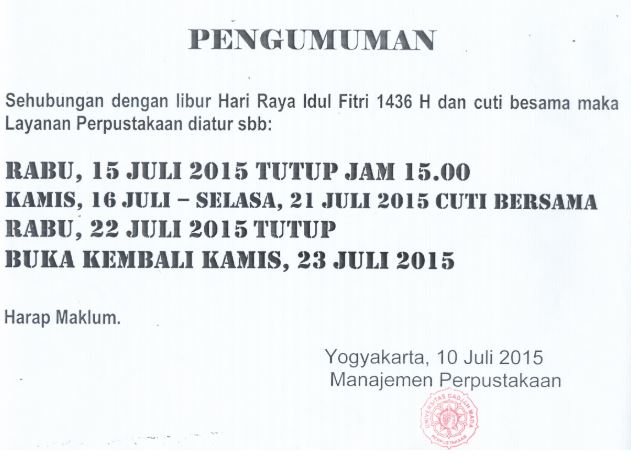 PENGUMUMAN
Sehubungan dengan libur Hari Raya Idul Fitri 1436 H dan cuti besama maka
Layanan Perpustakaan diatur sbb:
RABU, 15 JULI 2015 TUTUP JAM 15.00
KAMIS, 16 JULI – SELASA, 21 JULI 2015 CUTI BERSAMA
RABU, 22 JULI 2015 TUTUP
BUKA KEMBALI KAMIS, 23 JULI 2015
Harap Maklum.
Yogyakarta, 10 Juli 2015
Manajemen Perpustakaan
UNIVERSITAS GADJAH MADA
PERPUSTAKAAN